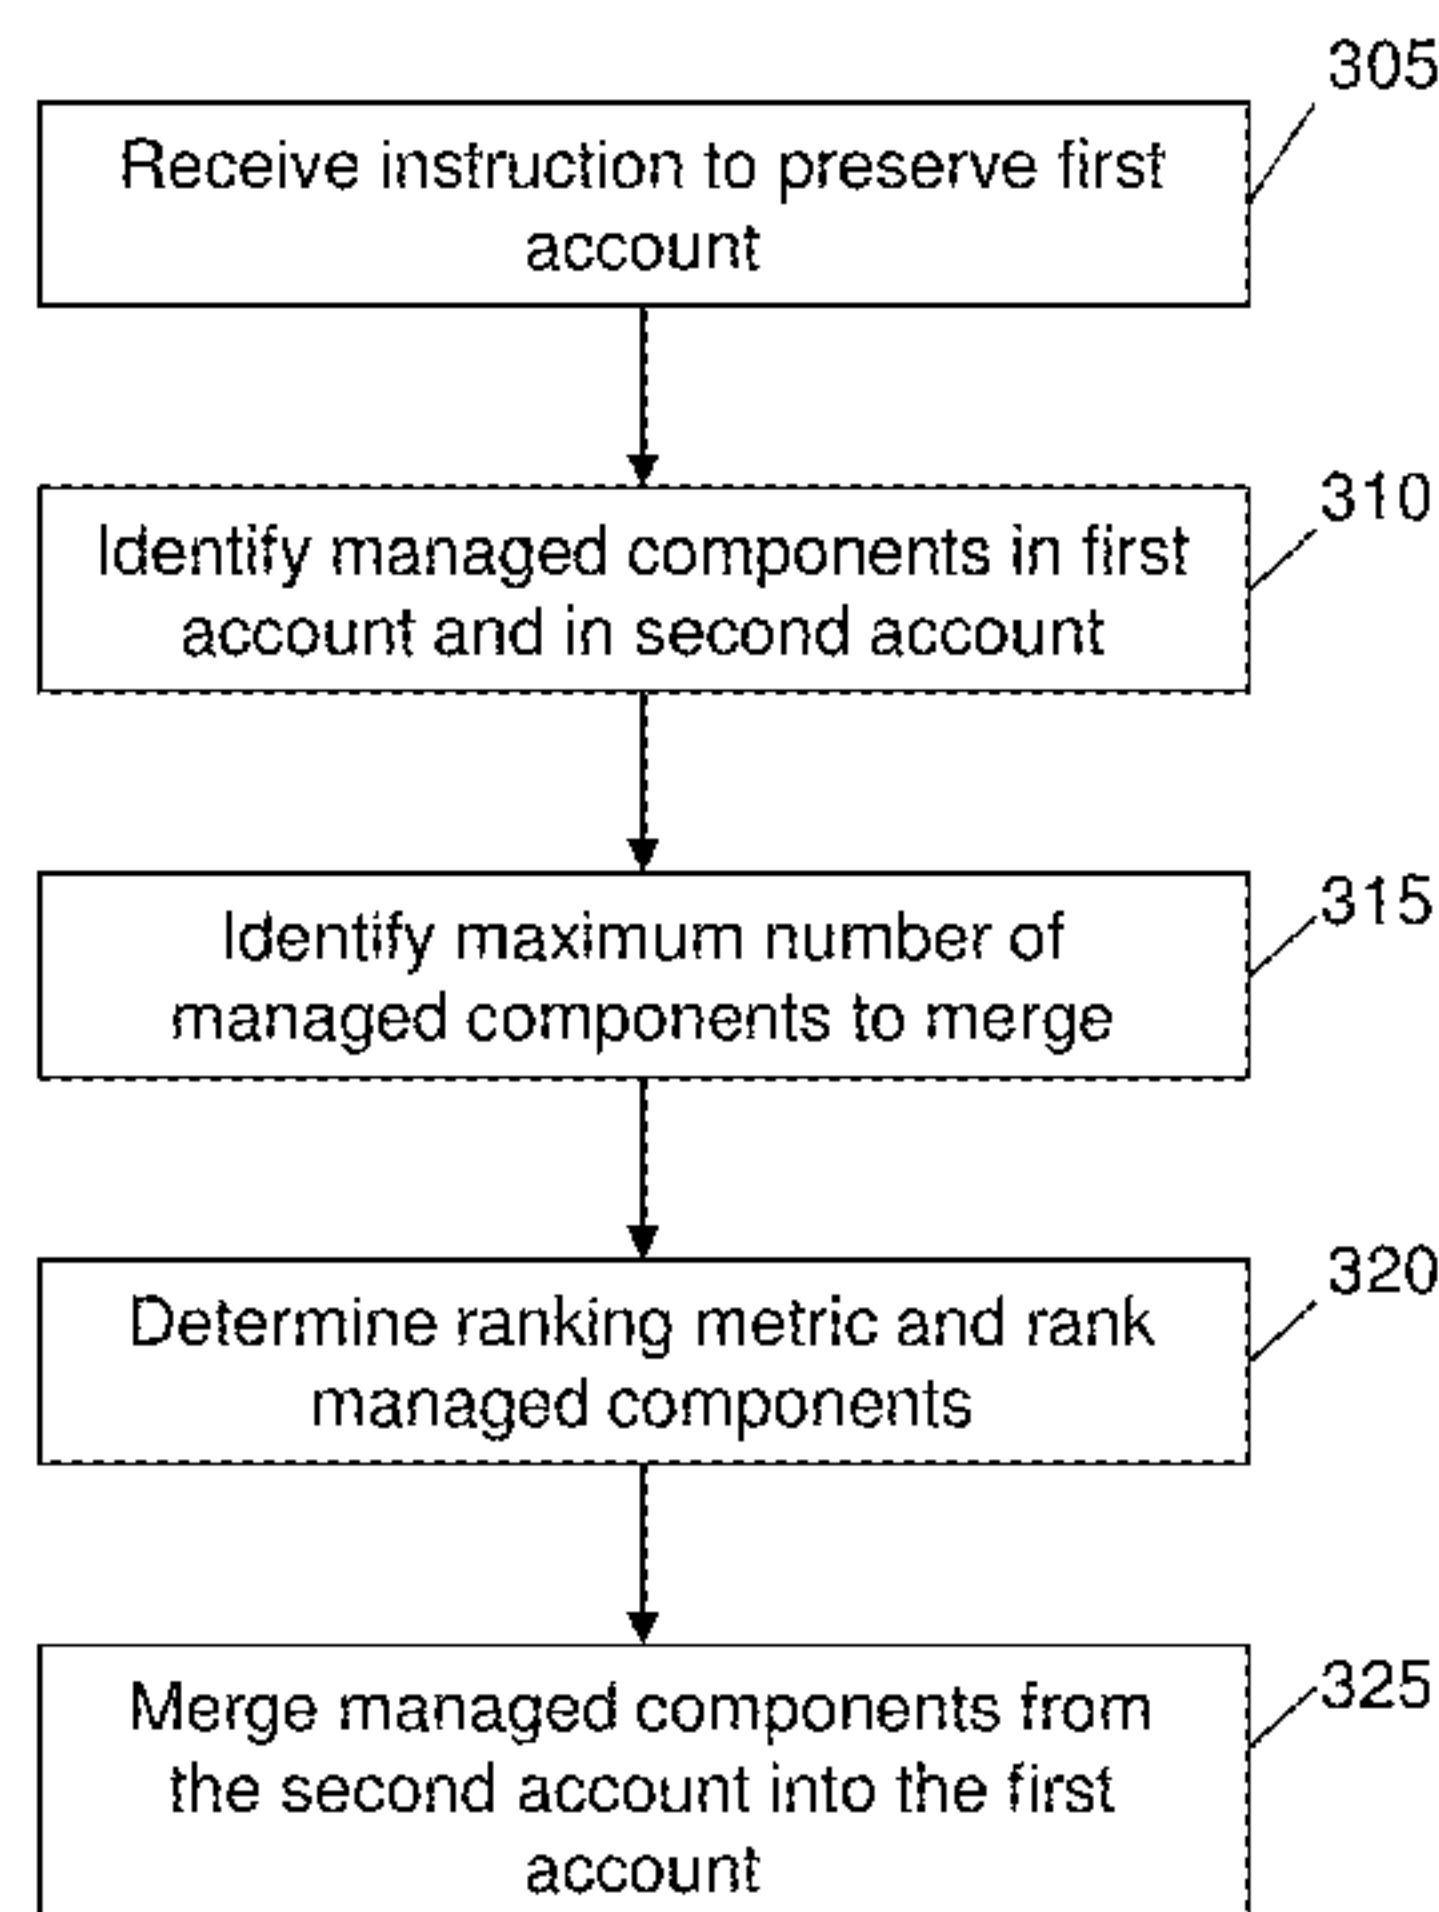 305
Receive instruction to preserve first
account
310
Identify managed components in first
account and in second account
315
Identify maximum number of
managed components to merge
320
Determine ranking metric and rank
managed components
325
Merge managed components from
the second account into the first
account